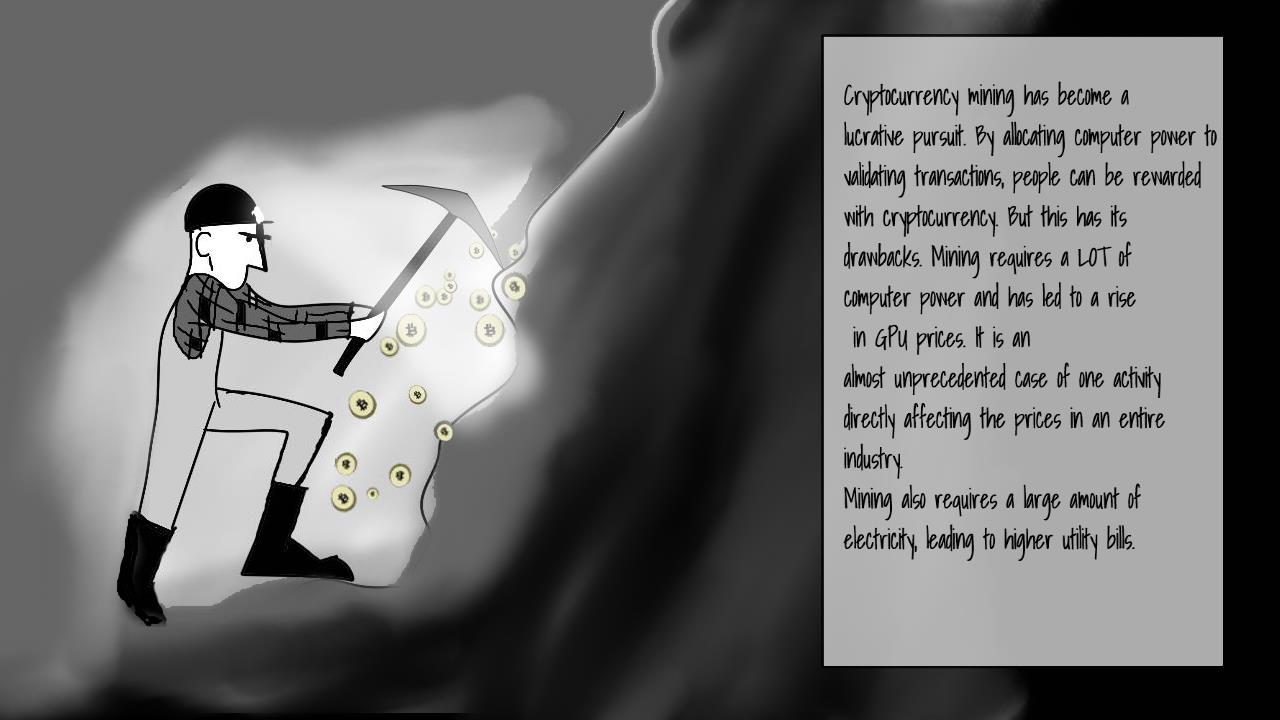 Cryptocurrency mining has become a
lucrative pursuit. By allocating computer power to
validating transactions, people can be rewarded
with cryptocurrency. But this has its
drawbacks. Mining requires a LOT of
computer power and has led to a rise
in GPU prices. It is an
almost unprecedented case of one activity
directly affecting the prices in an entire
industry.
Mining also requires a large amount of
electricity, leading to higher utility bills.